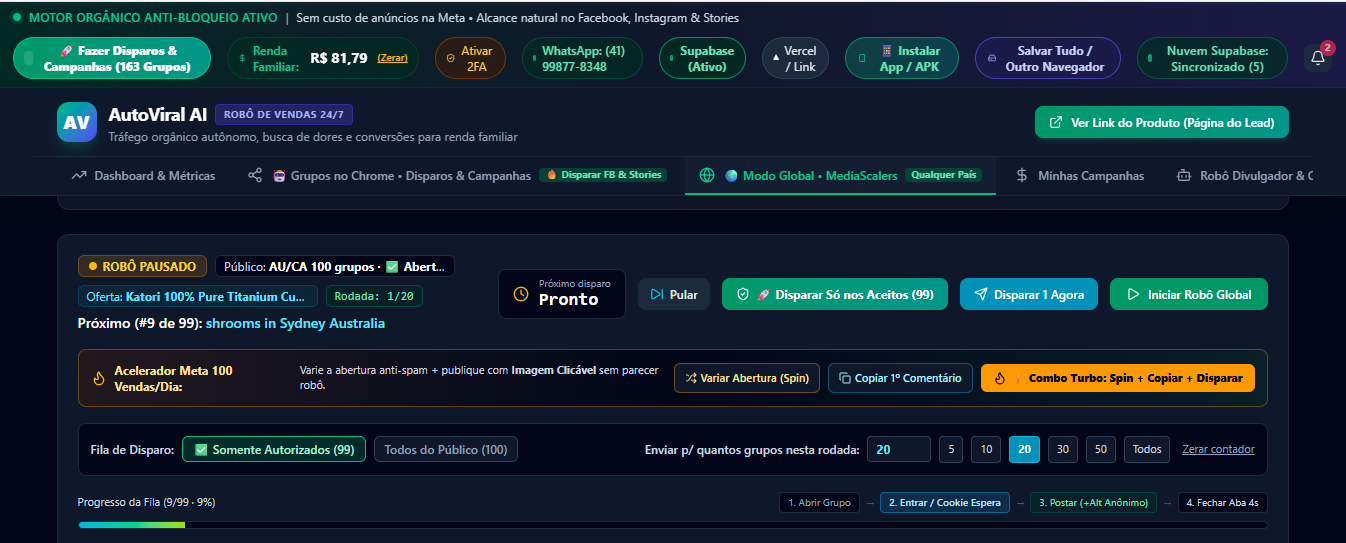 MOTOR ORGÂNICO ANTI-BLOQUEIO ATIVO | Sem custo de anúncios na Meta • Alcance natural no Facebook, Instagram & Stories
🚀 Fazer Disparos & Campanhas (163 Grupos)
$ Renda Familiar: R$ 81,79 (Zerar)
Ativar 2FA
WhatsApp: (41) 99877-8348
Supabase (Ativo)
▲ Vercel / Link
Instalar App / APK
Salvar Tudo / Outro Navegador
Nuvem Supabase: Sincronizado (5)
2
AV
AutoViral AI
ROBÔ DE VENDAS 24/7
Tráfego orgânico autônomo, busca de dores e conversões para renda familiar
Ver Link do Produto (Página do Lead)
Dashboard & Métricas
Grupos no Chrome • Disparos & Campanhas
🔥 Disparar FB & Stories
Modo Global • MediaScalers
Qualquer País
Minhas Campanhas
Robô Divulgador &
ROBÔ PAUSADO
Público: AU/CA 100 grupos · ✅ Abert...
Oferta: Katori 100% Pure Titanium Cu...
Rodada: 1/20
Próximo (#9 de 99): shrooms in Sydney Australia
Próximo disparo
Pronto
Pular
🚀 Disparar Só nos Aceitos (99)
Disparar 1 Agora
Iniciar Robô Global
Acelerador Meta 100 Vendas/Dia:
Varie a abertura anti-spam + publique com Imagem Clicável sem parecer robô.
Variar Abertura (Spin)
Copiar 1º Comentário
Combo Turbo: Spin + Copiar + Disparar
Fila de Disparo:
✅ Somente Autorizados (99)
Todos do Público (100)
Enviar p/ quantos grupos nesta rodada:
20
5
10
20
30
50
Todos
Zerar contador
Progresso da Fila (9/99 · 9%)
1. Abrir Grupo → 2. Entrar / Cookie Espera → 3. Postar (+Alt Anônimo) → 4. Fechar Aba 4s